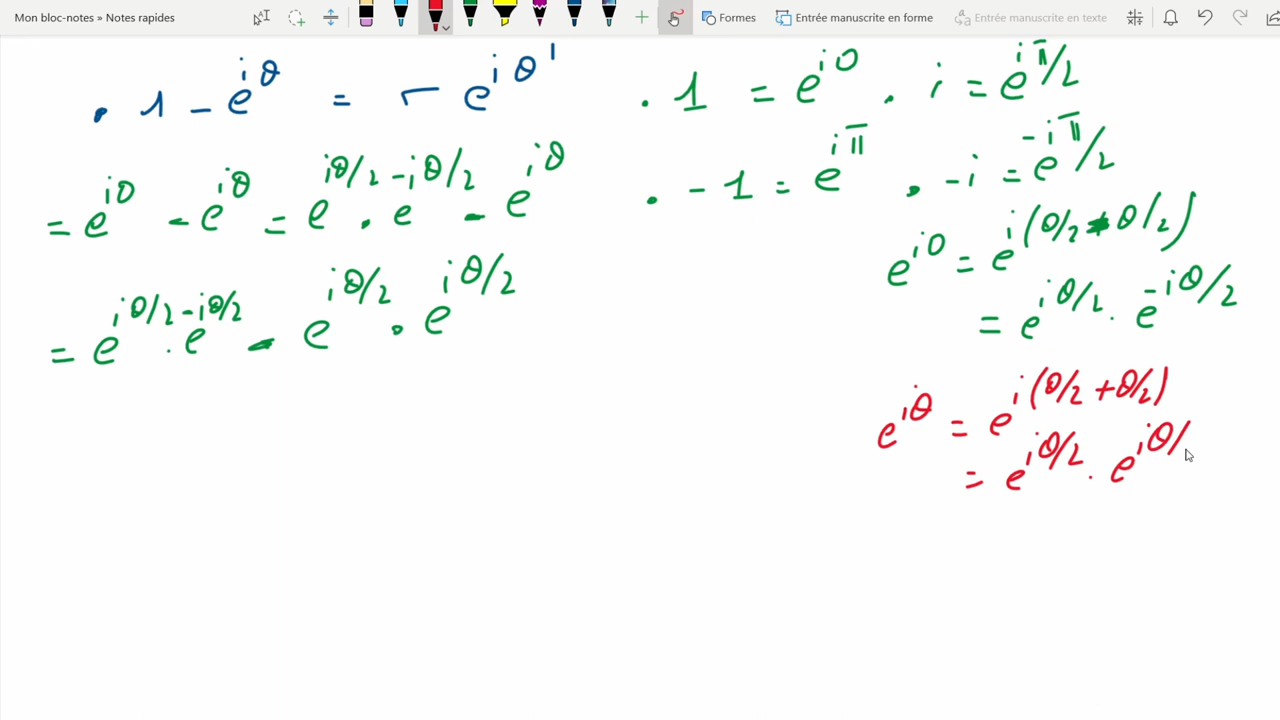 Mon bloc-notes » Notes rapides
Formes
Entrée manuscrite en forme
Entrée manuscrite en texte
. 1 - e^{iθ} = r e^{iθ'}
= e^{i0} - e^{iθ} = e^{iθ/2} . e^{-iθ/2} - e^{iθ}
= e^{iθ/2} . e^{-iθ/2} - e^{iθ/2} . e^{iθ/2}
. 1 = e^{i0} . i = e^{iπ/2}
. -1 = e^{iπ} . -i = e^{-iπ/2}
e^{i0} = e^{i(θ/2 - θ/2)}
= e^{iθ/2} . e^{-iθ/2}
e^{iθ} = e^{i(θ/2 + θ/2)}
= e^{iθ/2} . e^{iθ/}